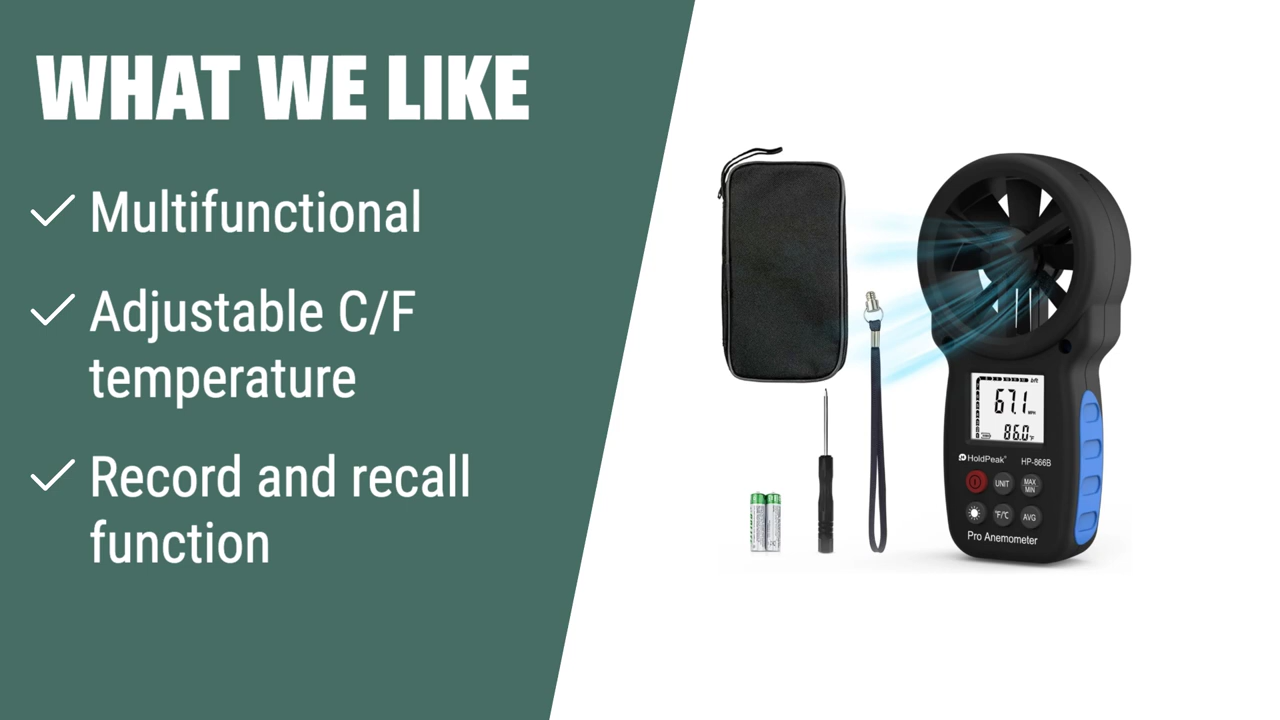 WHAT WE LIKE
Multifunctional
Adjustable C/F
temperature
Record and recall
function
67.1 MPH
86.0 °F
HoldPeak®
HP-866B
UNIT
MAX
MIN
°F/°C
AVG
Pro Anemometer